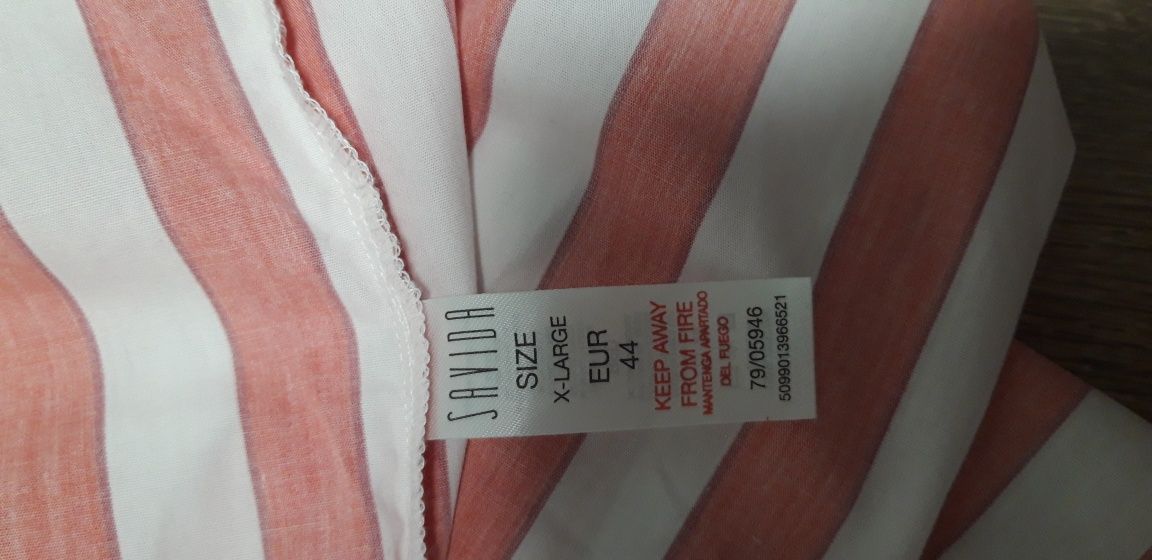 SAVIDA
SIZE
X-LARGE
EUR
44
KEEP AWAY
FROM FIRE
MANTENGA APARTADO
DEL FUEGO
79/05946
5099013966521